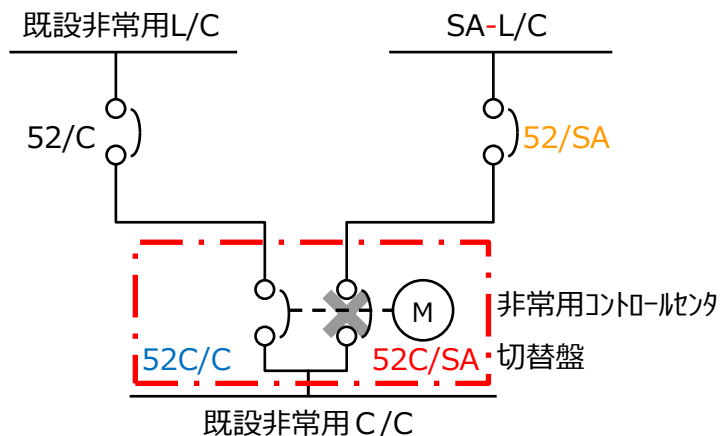 既設非常用L/C
SA-L/C
52/C
52/SA
M
非常用ｺﾝﾄﾛｰﾙｾﾝﾀ
切替盤
52C/C
52C/SA
既設非常用C/C